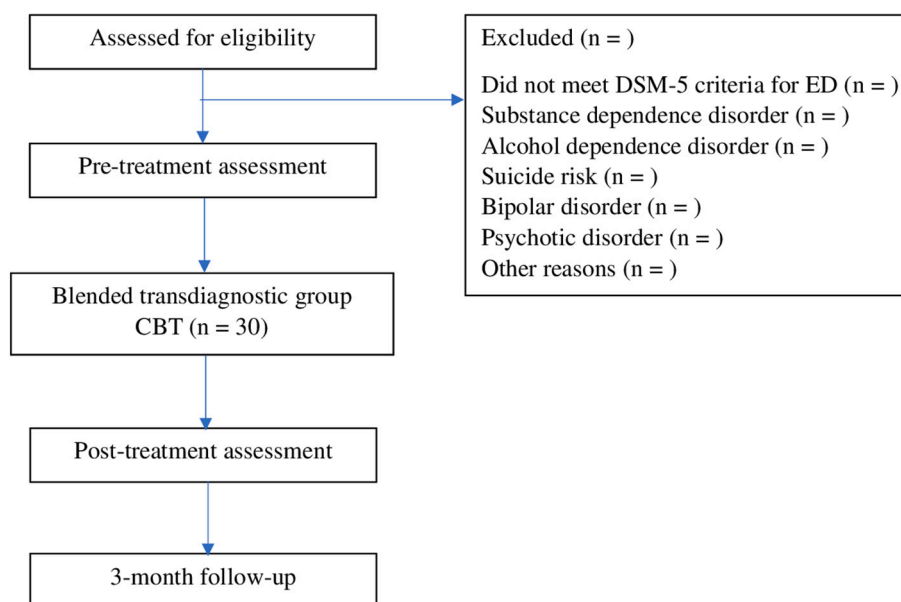 Assessed for eligibility
Excluded (n = )
Did not meet DSM-5 criteria for ED (n = )
Substance dependence disorder (n = )
Alcohol dependence disorder (n = )
Suicide risk (n = )
Bipolar disorder (n = )
Psychotic disorder (n = )
Other reasons (n = )
Pre-treatment assessment
Blended transdiagnostic group
CBT (n = 30)
Post-treatment assessment
3-month follow-up